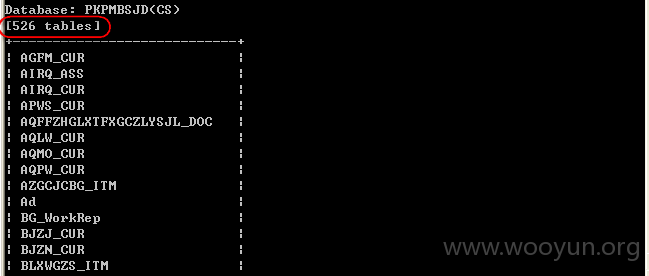 Database: PKPMBSJD(CS)
[526 tables]
+-----------------------------+
| AGFM_CUR |
| AIRQ_ASS |
| AIRQ_CUR |
| APWS_CUR |
| AQFFZHGLXTFXGCZLYSJL_DOC |
| AQLW_CUR |
| AQMO_CUR |
| AQPW_CUR |
| AZGCJCBG_ITM |
| Ad |
| BG_WorkRep |
| BJZJ_CUR |
| BJZN_CUR |
| BLXWGZS_ITM |
www.wooyun.org